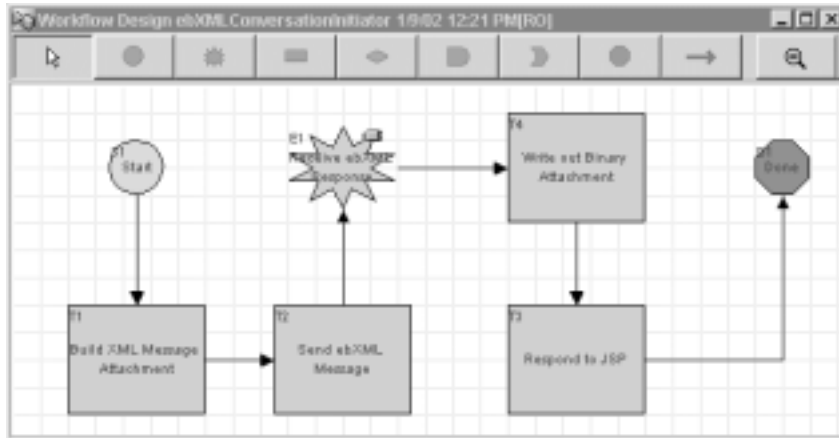 Workflow Design ebXMLConversationInitiator 1/9/02 12:21 PM[RO]
S1
Start
E1
Receive ebXML
Response
T4
Write out Binary
Attachment
D1
Done
T1
Build XML Message
Attachment
T2
Send ebXML
Message
T3
Respond to JSP